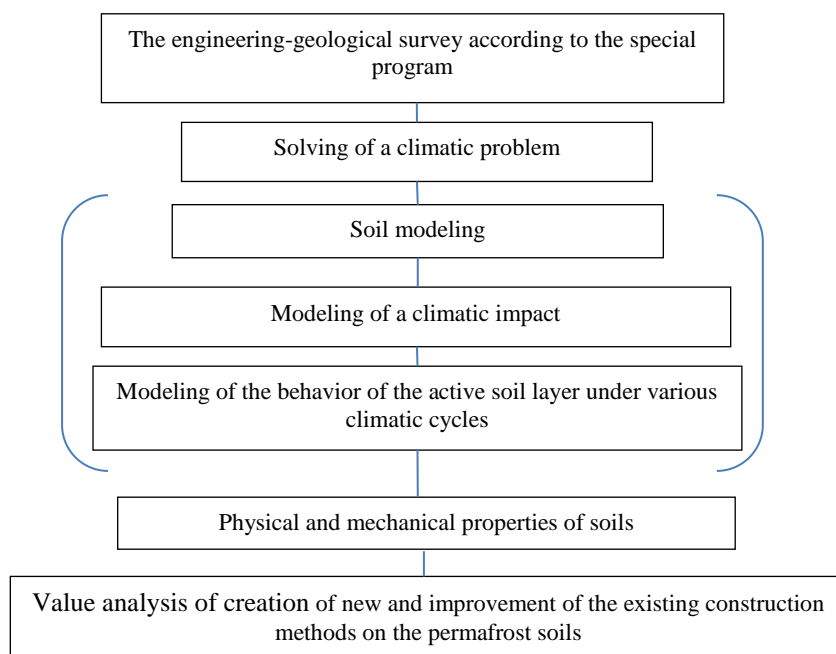 The engineering-geological survey according to the special
program
Solving of a climatic problem
Soil modeling
Modeling of a climatic impact
Modeling of the behavior of the active soil layer under various
climatic cycles
Physical and mechanical properties of soils
Value analysis of creation of new and improvement of the existing construction
methods on the permafrost soils